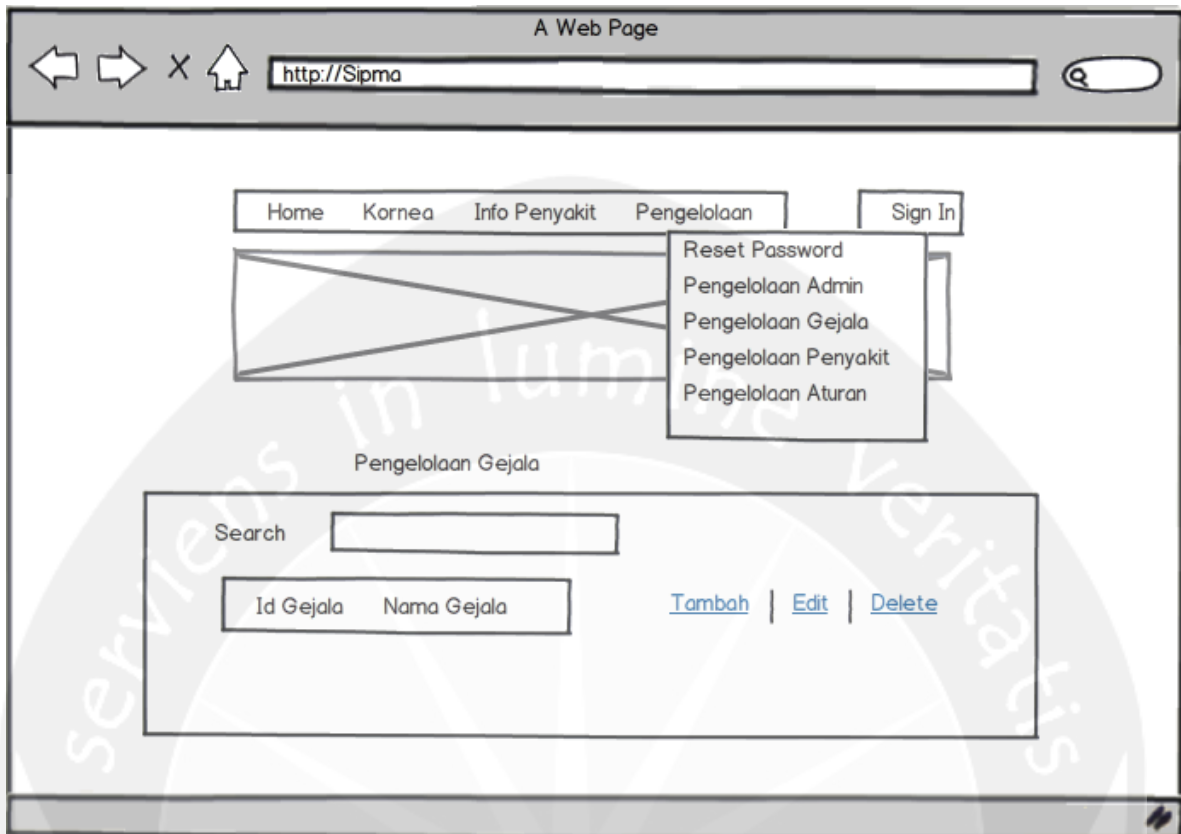 A Web Page
http://Sipma
Home Kornea Info Penyakit Pengelolaan Sign In
Reset Password
Pengelolaan Admin
Pengelolaan Gejala
Pengelolaan Penyakit
Pengelolaan Aturan
Pengelolaan Gejala
Search
Id Gejala Nama Gejala Tambah | Edit | Delete
serviens in lumine veritatis